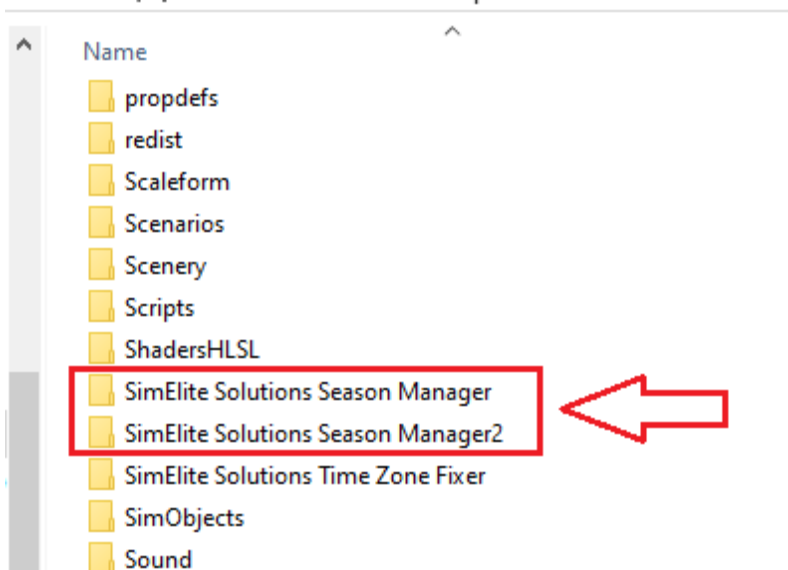 Name
propdefs
redist
Scaleform
Scenarios
Scenery
Scripts
ShadersHLSL
SimElite Solutions Season Manager
SimElite Solutions Season Manager2
SimElite Solutions Time Zone Fixer
SimObjects
Sound